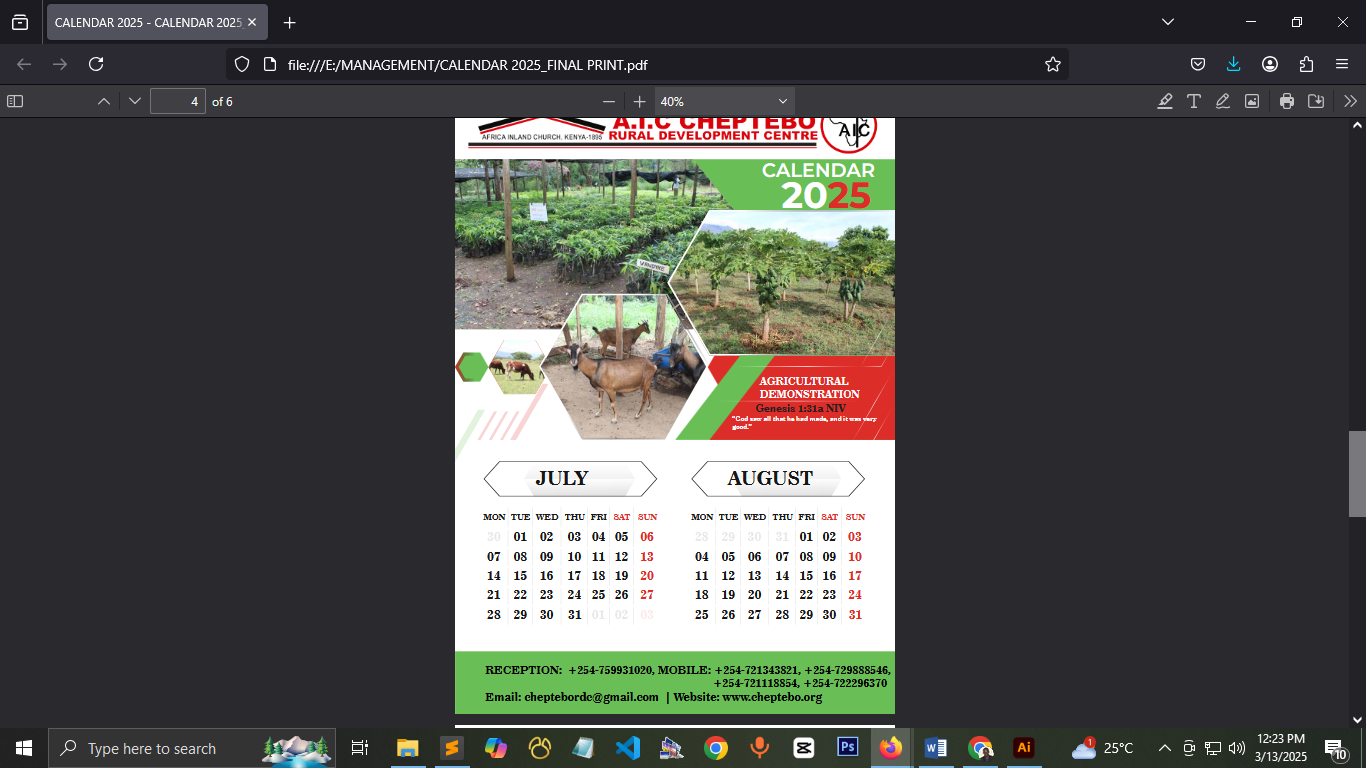 CALENDAR 2025 - CALENDAR 2025_
file:///E:/MANAGEMENT/CALENDAR 2025_FINAL PRINT.pdf
4 of 6
40%
A.I.C CHEPTEBO
AFRICA INLAND CHURCH, KENYA-1895
RURAL DEVELOPMENT CENTRE
AIC
CALENDAR
2025
AGRICULTURAL
DEMONSTRATION
Genesis 1:31a NIV
"God saw all that he had made, and it was very
good."
JULY
MON TUE WED THU FRI SAT SUN
30 01 02 03 04 05 06
07 08 09 10 11 12 13
14 15 16 17 18 19 20
21 22 23 24 25 26 27
28 29 30 31 01 02 03
AUGUST
MON TUE WED THU FRI SAT SUN
28 29 30 31 01 02 03
04 05 06 07 08 09 10
11 12 13 14 15 16 17
18 19 20 21 22 23 24
25 26 27 28 29 30 31
RECEPTION: +254-759931020, MOBILE: +254-721343821, +254-729888546,
+254-721118854, +254-722296370
Email: cheptebordc@gmail.com | Website: www.cheptebo.org
Type here to search
Ps
Ai
1
25°C
12:23 PM
3/13/2025
10